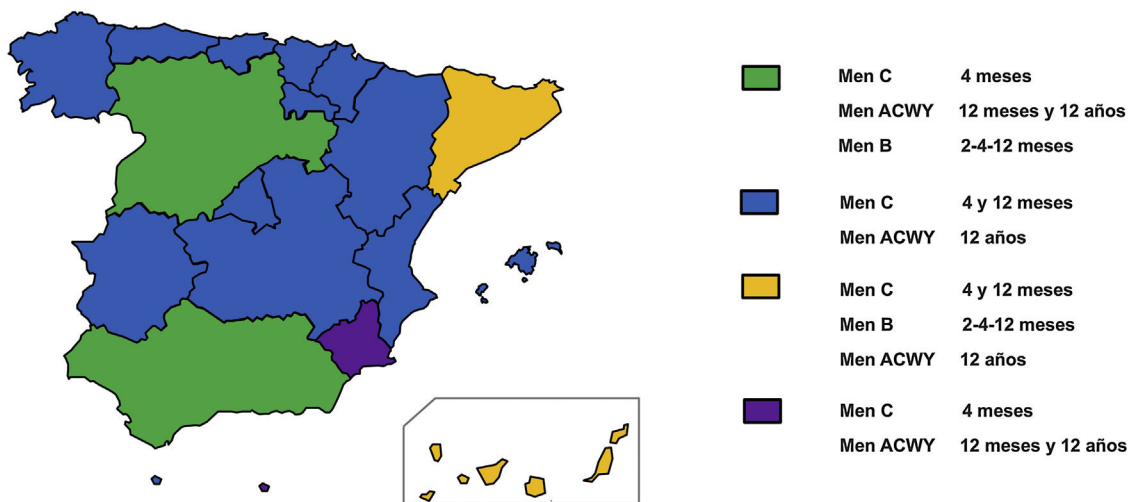 Men C 4 meses
Men ACWY 12 meses y 12 años
Men B 2-4-12 meses
Men C 4 y 12 meses
Men ACWY 12 años
Men C 4 y 12 meses
Men B 2-4-12 meses
Men ACWY 12 años
Men C 4 meses
Men ACWY 12 meses y 12 años